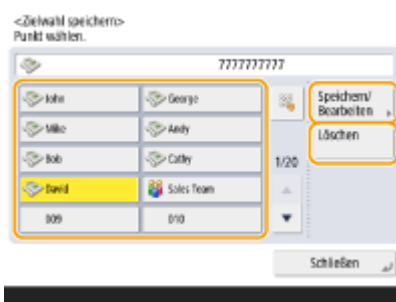 <Zielwahl speichern>
Punkt wählen.
7777777777
John
George
Speichern/
Bearbeiten
Mike
Andy
Löschen
Bob
Cathy
1/20
David
Sales Team
009
010
Schließen